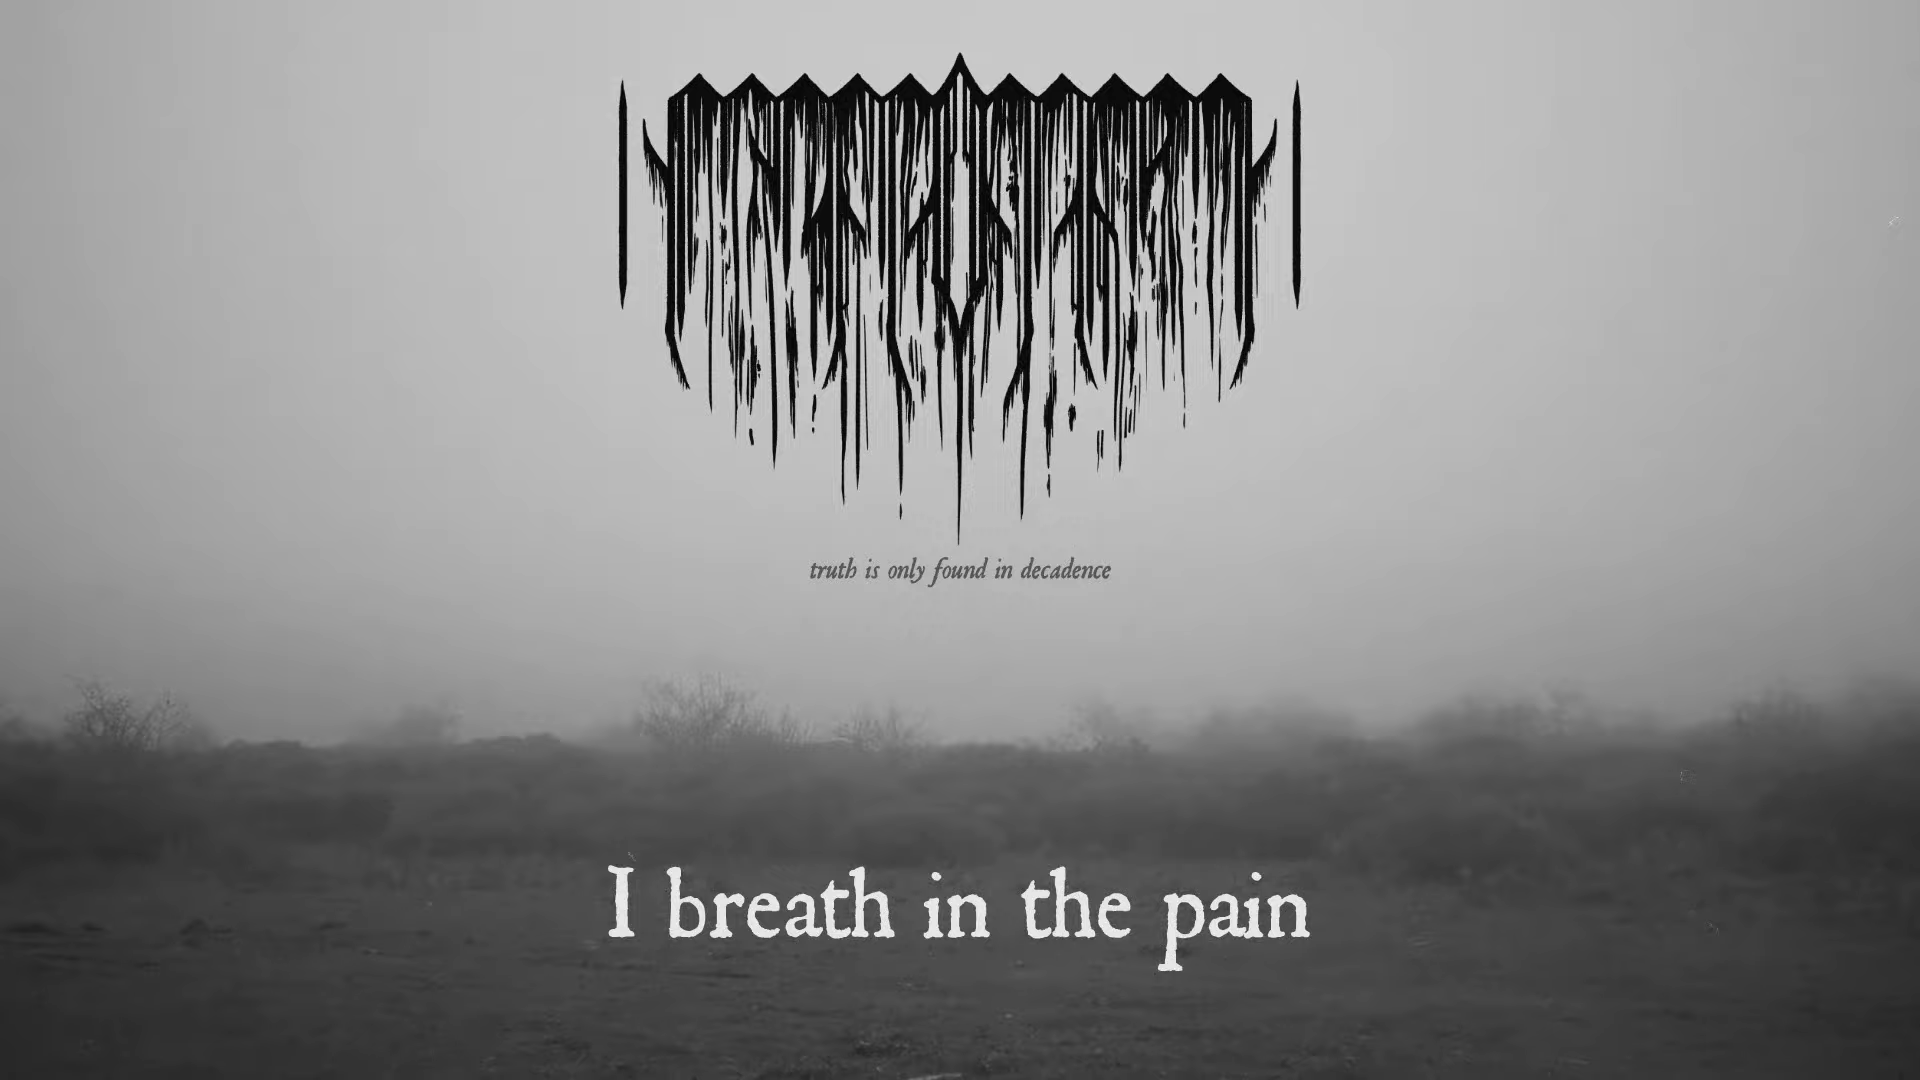 truth is only found in decadence
I breath in the pain